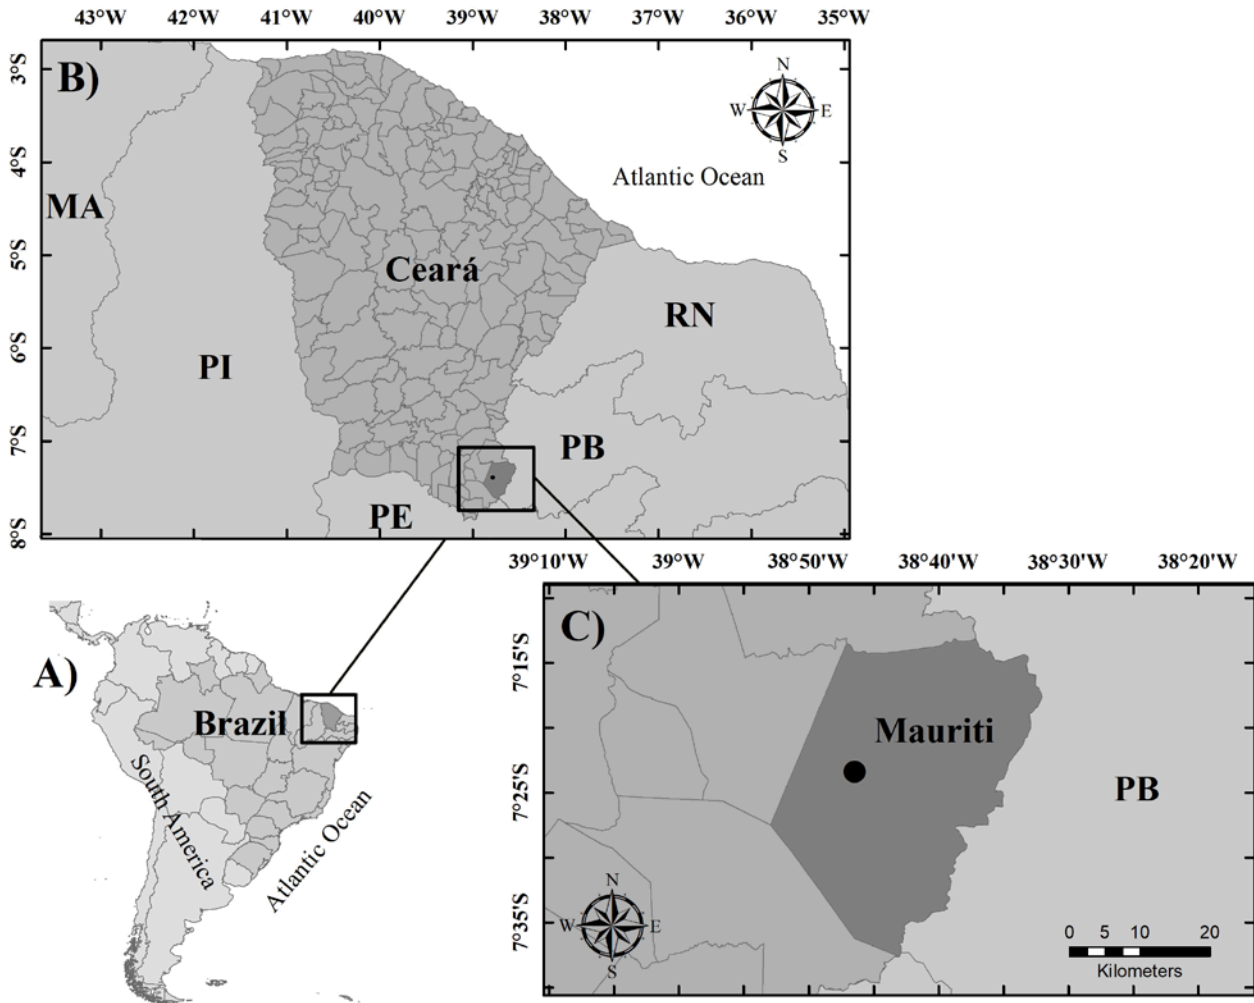 43°W 42°W 41°W 40°W 39°W 38°W 37°W 36°W 35°W
B)
N
W E
S
3°S
4°S
5°S
6°S
7°S
8°S
Atlantic Ocean
MA
Ceará
RN
PI
PB
PE
39°10'W 39°W 38°50'W 38°40'W 38°30'W 38°20'W
A)
Brazil
South America
Atlantic Ocean
C)
7°15'S
7°25'S
7°35'S
Mauriti
PB
N
W E
S
0 5 10 20
Kilometers